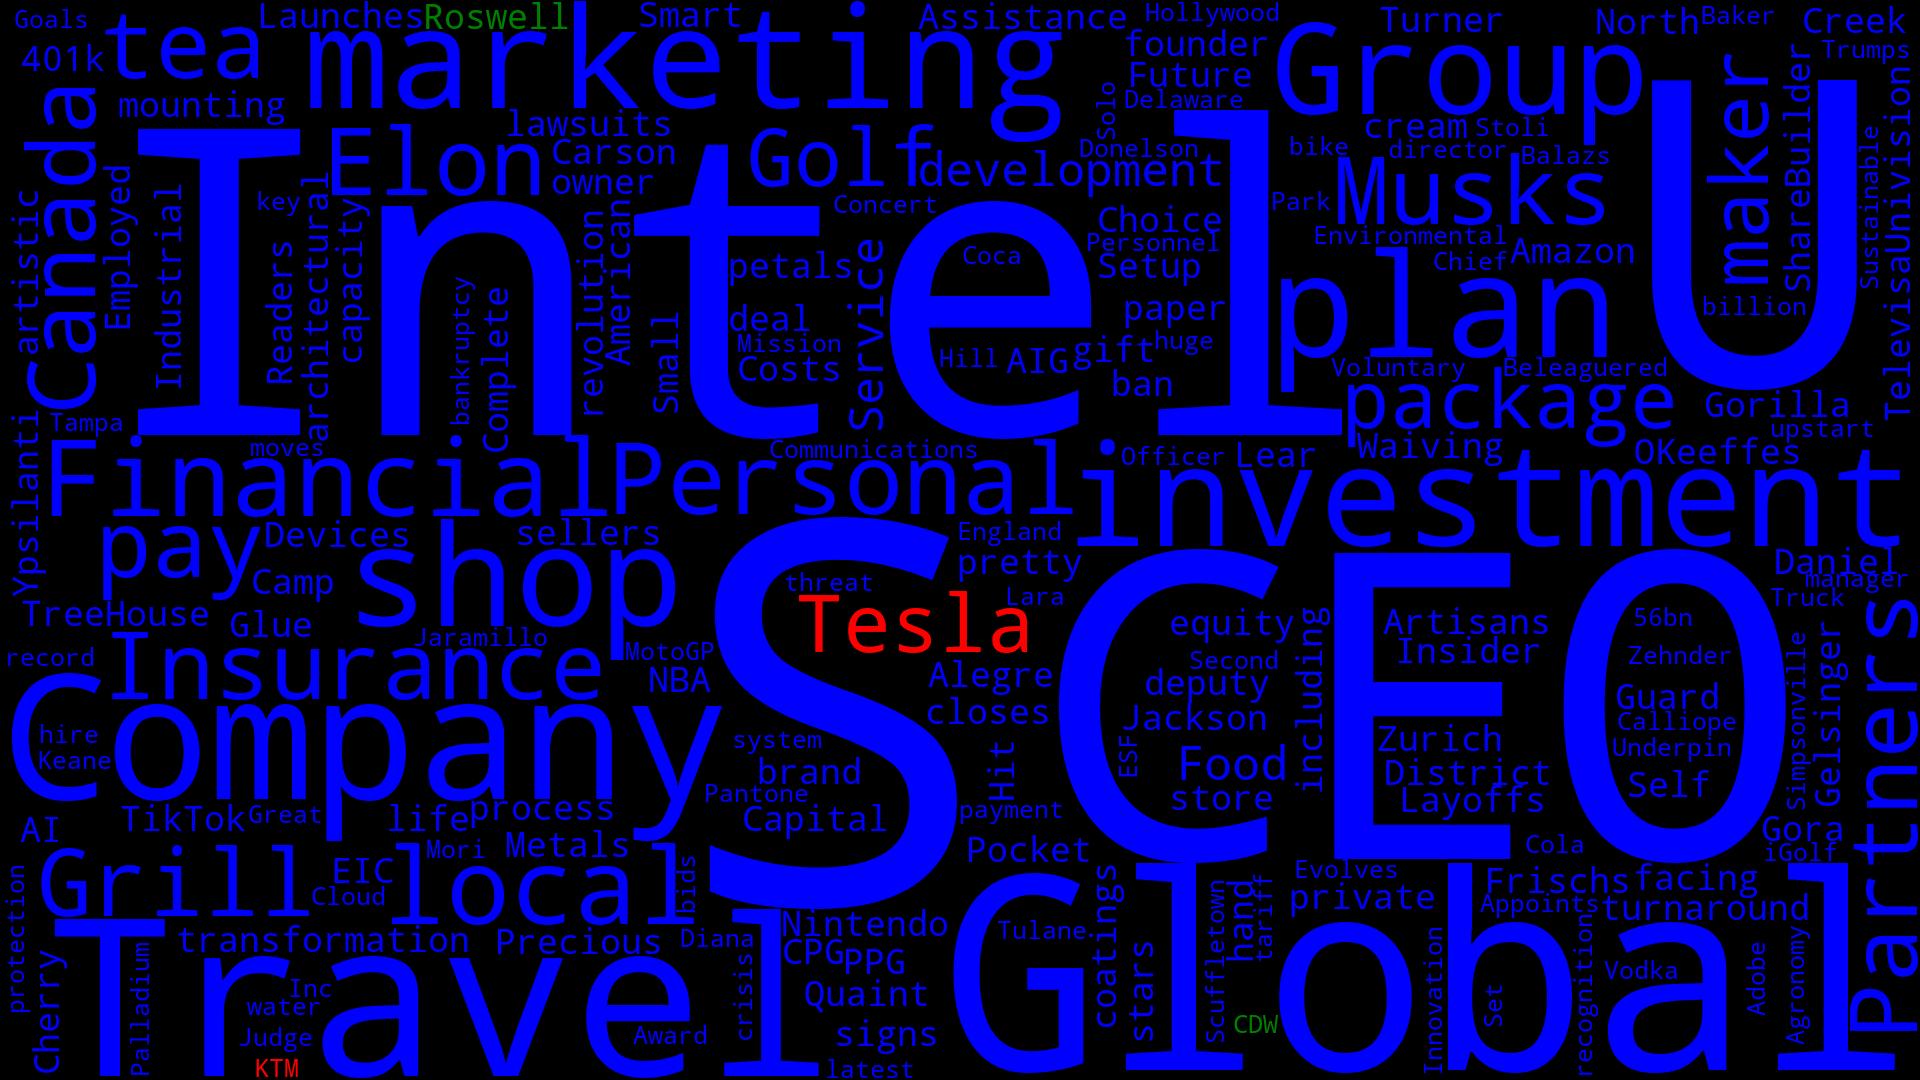 Goals
Launches
Roswell
Smart
Assistance
Hollywood
Turner
North
Baker
Creek
401k
tea
marketing
founder
Group
Trumps
mounting
Future
Delaware
Solo
maker
ShareBuilder
U
TelevisaUnivision
Canada
Intel
Elon
lawsuits
Carson
owner
Golf
development
Donelson
cream
Stoli
bike
director
Balazs
Musks
Sustainable
Cartistic
Employed
Industrial
key
Readers
architectural
capacity
revolution
American
Concert
Choice
Personnel
Setup
Park
Environmental
Chief
Amazon
petals
Service
Coca
plan
billion
bankruptcy
Complete
Small
deal
Mission
Costs
Hill
AIG
gift
huge
paper
ban
Voluntary
Beleaguered
package
Gorilla
upstart
Tampa
moves
Financial
Personal
Communications
Officer
Lear
Waiving
OKeeffes
investment
Ypsilanti
pay
Devices
shop
sellers
England
pretty
Daniel
manager
Truck
Camp
S
threat
Lara
Tesla
CEO
TreeHouse
Glue
Jaramillo
equity
including
Artisans
Insider
56bn
Zehnder
record
Insurance
MotoGP
NBA
Alegre
closes
Second
deputy
Jackson
Guard
Calliope
Underpin
Simpsonville
Gelsinger
Partners
Company
hire
Keane
system
brand
Pantone
Capital
Hit
ESF
Food
store
Zurich
District
Layoffs
Self
AI
TikTok
Great
life
process
payment
Mori
Metals
Pocket
Cola
Gora
iGolf
Grill
EIC
Cloud
local
bids
coatings
Evolves
private
Frischs
facing
Appoints
turnaround
protection
Cherry
Travel
transformation
Precious
Diana
Nintendo
CPG
PPG
Tulane.
Global
hand
tariff
Scuffletown
stars
Palladium
Inc
water
Judge
KTM
Award
crisis
Quaint
signs
latest
CDW
Innovation
Set
recognition
Vodka
Adobe
Agronomy